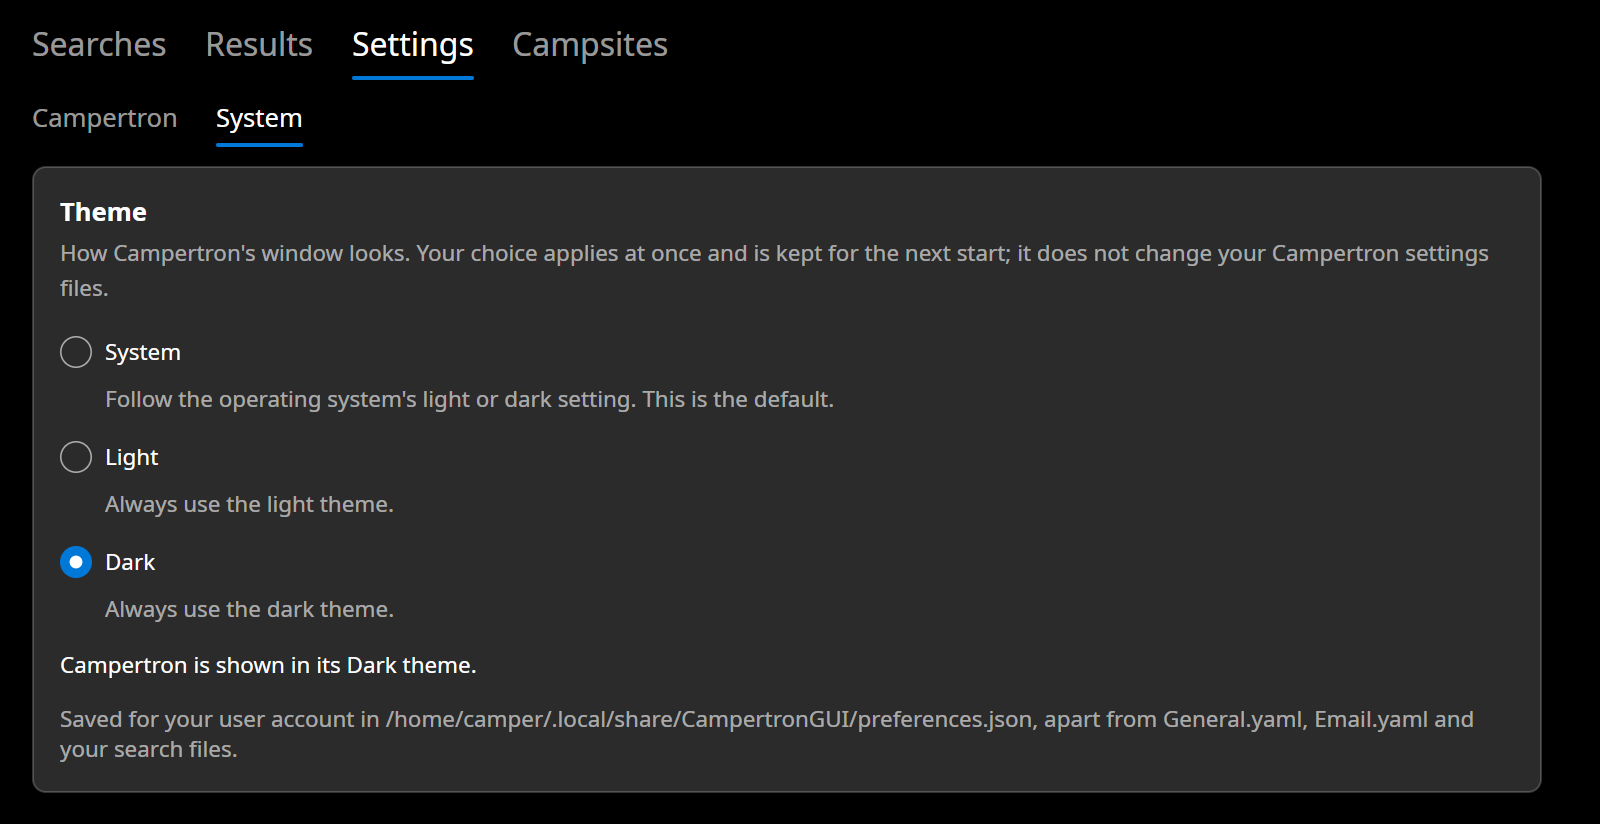 Searches Results Settings Campsites
Campertron System
Theme
How Campertron's window looks. Your choice applies at once and is kept for the next start; it does not change your Campertron settings
files.
System
Follow the operating system's light or dark setting. This is the default.
Light
Always use the light theme.
Dark
Always use the dark theme.
Campertron is shown in its Dark theme.
Saved for your user account in /home/camper/.local/share/CampertronGUI/preferences.json, apart from General.yaml, Email.yaml and
your search files.